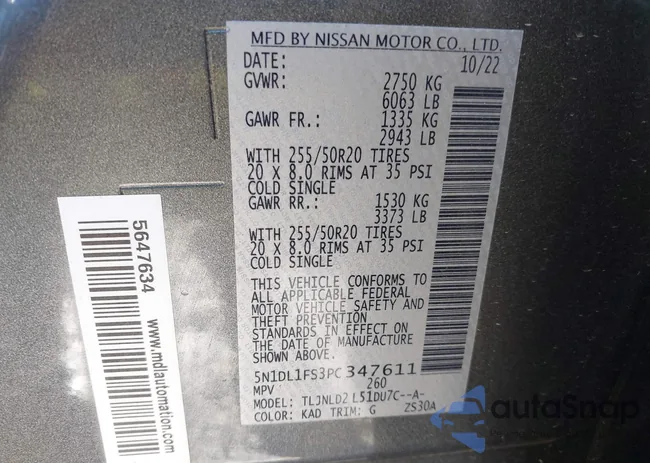 MFD BY NISSAN MOTOR CO., LTD.
DATE: 10/22
GVWR: 2750 KG
6063 LB
GAWR FR.: 1335 KG
2943 LB
WITH 255/50R20 TIRES
20 X 8.0 RIMS AT 35 PSI
COLD SINGLE
GAWR RR.: 1530 KG
3373 LB
WITH 255/50R20 TIRES
20 X 8.0 RIMS AT 35 PSI
COLD SINGLE
THIS VEHICLE CONFORMS TO
ALL APPLICABLE FEDERAL
MOTOR VEHICLE SAFETY AND
THEFT PREVENTION
STANDARDS IN EFFECT ON
THE DATE OF MANUFACTURE
SHOWN ABOVE.
5N1DL1FS3PC347611
MPV 260
MODEL: TLJNLD2 L51DU7C--A-
COLOR: KAD TRIM: G ZS30A
5647634
www.mdlautomation.com
autoSnap